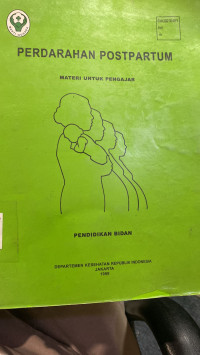 PERDARAHAN POSTPARTUM
MATERI UNTUK PENGAJAR
PENDIDIKAN BIDAN
DEPARTEMEN KESEHATAN REPUBLIK INDONESIA
JAKARTA